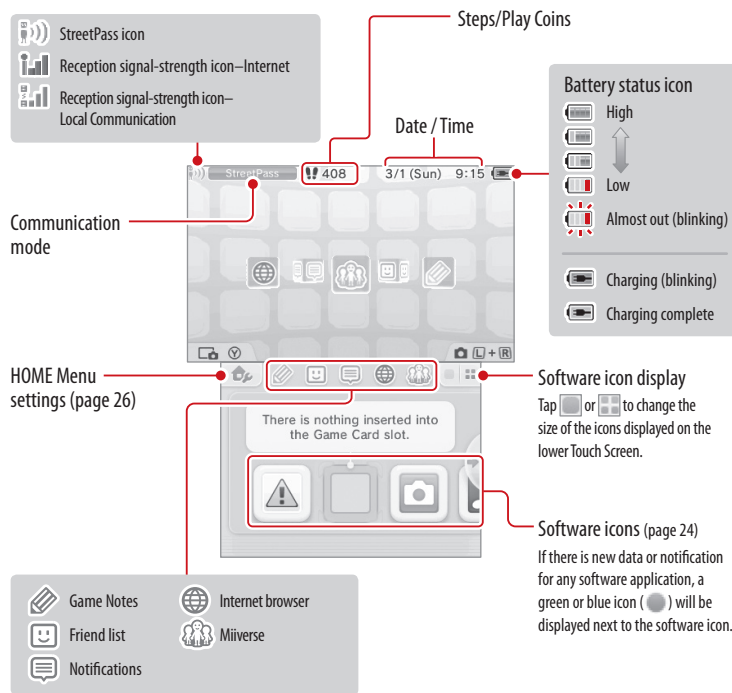 StreetPass icon
Reception signal-strength icon–Internet
Reception signal-strength icon–
Local Communication
Steps/Play Coins
Date / Time
Battery status icon
High
Low
Almost out (blinking)
Charging (blinking)
Charging complete
StreetPass
408
3/1 (Sun) 9:15
Communication
mode
Y
L + R
HOME Menu
settings (page 26)
There is nothing inserted into
the Game Card slot.
Software icon display
Tap or to change the
size of the icons displayed on the
lower Touch Screen.
Software icons (page 24)
If there is new data or notification
for any software application, a
green or blue icon ( ) will be
displayed next to the software icon.
Game Notes
Friend list
Notifications
Internet browser
Miiverse